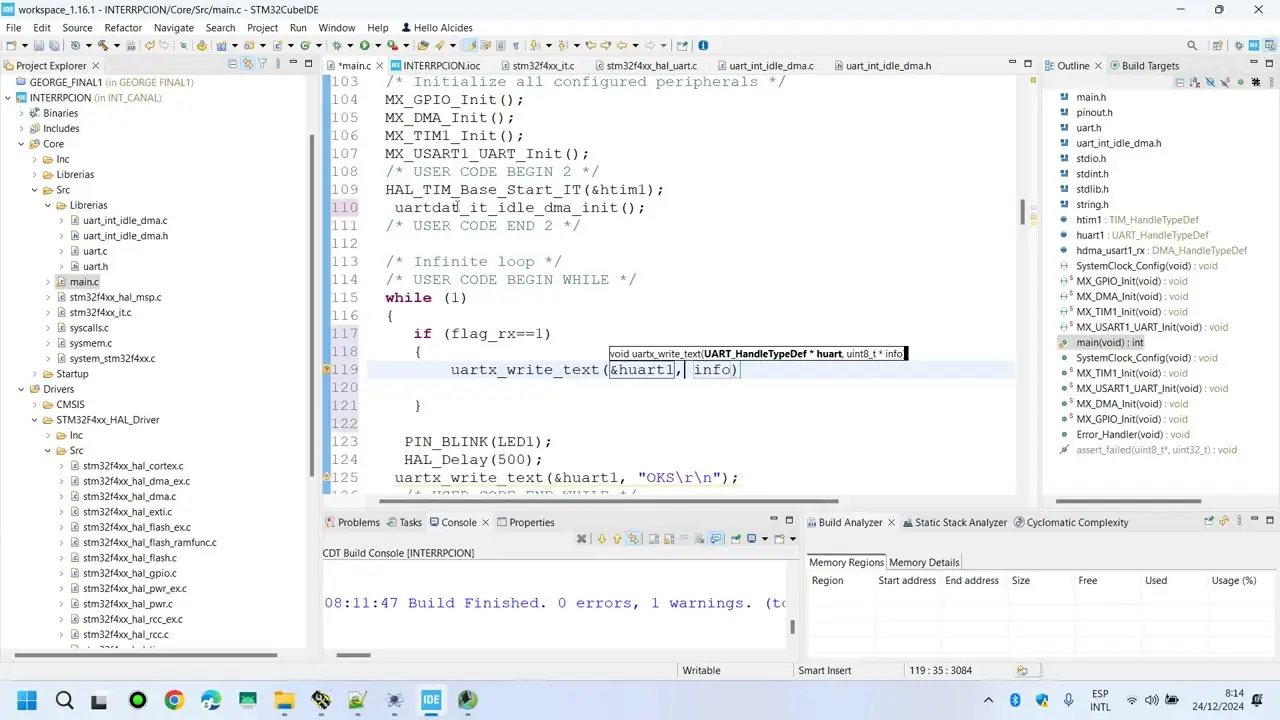 workspace_1.16.1 - INTERRPCION/Core/Src/main.c - STM32CubeIDE
File Edit Source Refactor Navigate Search Project Run Window Help Hello Alcides
Project Explorer
GEORGE_FINAL1 (in GEORGE FINAL1)
INTERRPCION (in INT_CANAL)
Binaries
Includes
Core
Inc
Librerias
Src
Librerias
uart_int_idle_dma.c
uart_int_idle_dma.h
uart.c
uart.h
main.c
stm32f4xx_hal_msp.c
stm32f4xx_it.c
syscalls.c
sysmem.c
system_stm32f4xx.c
Startup
Drivers
CMSIS
STM32F4xx_HAL_Driver
Inc
Src
stm32f4xx_hal_cortex.c
stm32f4xx_hal_dma_ex.c
stm32f4xx_hal_dma.c
stm32f4xx_hal_exti.c
stm32f4xx_hal_flash_ex.c
stm32f4xx_hal_flash_ramfunc.c
stm32f4xx_hal_flash.c
stm32f4xx_hal_gpio.c
stm32f4xx_hal_pwr_ex.c
stm32f4xx_hal_pwr.c
stm32f4xx_hal_rcc_ex.c
stm32f4xx_hal_rcc.c
*main.c INTERRPCION.ioc stm32f4xx_it.c stm32f4xx_hal_uart.c uart_int_idle_dma.c uart_int_idle_dma.h
103 /* Initialize all configured peripherals */
104 MX_GPIO_Init();
105 MX_DMA_Init();
106 MX_TIM1_Init();
107 MX_USART1_UART_Init();
108 /* USER CODE BEGIN 2 */
109 HAL_TIM_Base_Start_IT(&htim1);
110 uartdat_it_idle_dma_init();
111 /* USER CODE END 2 */
112
113 /* Infinite loop */
114 /* USER CODE BEGIN WHILE */
115 while (1)
116 {
117 if (flag_rx==1)
118 {
void uartx_write_text(UART_HandleTypeDef * huart, uint8_t * info)
119 uartx_write_text(&huart1, info)
120
121 }
122
123 PIN_BLINK(LED1);
124 HAL_Delay(500);
125 uartx_write_text(&huart1, "OKS\r\n");
126 /* USER CODE END WHILE */
Outline Build Targets
main.h
pinout.h
uart.h
uart_int_idle_dma.h
stdio.h
stdint.h
stdlib.h
string.h
htim1 : TIM_HandleTypeDef
huart1 : UART_HandleTypeDef
hdma_usart1_rx : DMA_HandleTypeDef
SystemClock_Config(void) : void
MX_GPIO_Init(void) : void
MX_DMA_Init(void) : void
MX_TIM1_Init(void) : void
MX_USART1_UART_Init(void) : void
main(void) : int
SystemClock_Config(void) : void
MX_TIM1_Init(void) : void
MX_USART1_UART_Init(void) : void
MX_DMA_Init(void) : void
MX_GPIO_Init(void) : void
Error_Handler(void) : void
assert_failed(uint8_t*, uint32_t) : void
Problems Tasks Console Properties
CDT Build Console [INTERRPCION]
08:11:47 Build Finished. 0 errors, 1 warnings. (to
Build Analyzer Static Stack Analyzer Cyclomatic Complexity
Memory Regions Memory Details
Region Start address End address Size Free Used Usage (%)
Writable Smart Insert 119 : 35 : 3084
IDE
ESP
INTL
8:14
24/12/2024